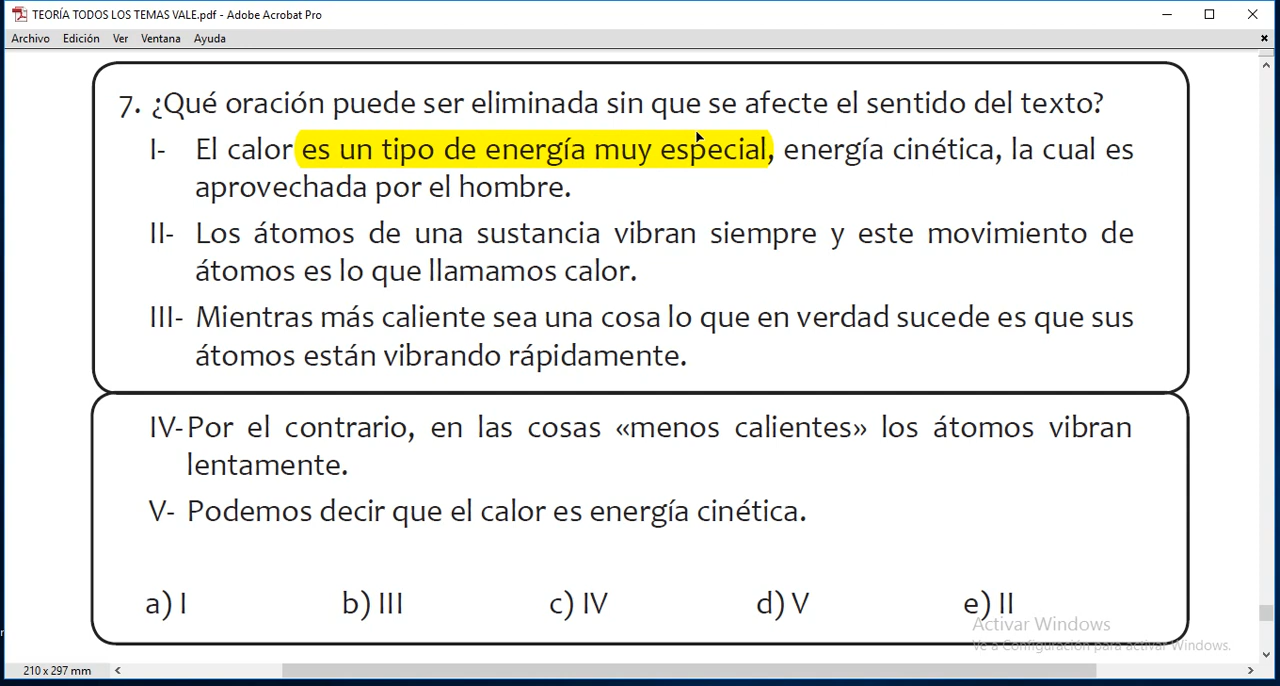 TEORÍA TODOS LOS TEMAS VALE.pdf - Adobe Acrobat Pro
Archivo Edición Ver Ventana Ayuda
7. ¿Qué oración puede ser eliminada sin que se afecte el sentido del texto?
I- El calor es un tipo de energía muy especial, energía cinética, la cual es
aprovechada por el hombre.
II- Los átomos de una sustancia vibran siempre y este movimiento de
átomos es lo que llamamos calor.
III- Mientras más caliente sea una cosa lo que en verdad sucede es que sus
átomos están vibrando rápidamente.
IV- Por el contrario, en las cosas «menos calientes» los átomos vibran
lentamente.
V- Podemos decir que el calor es energía cinética.
a) I b) III c) IV d) V e) II
Activar Windows
Ve a Configuración para activar Windows.
210 x 297 mm